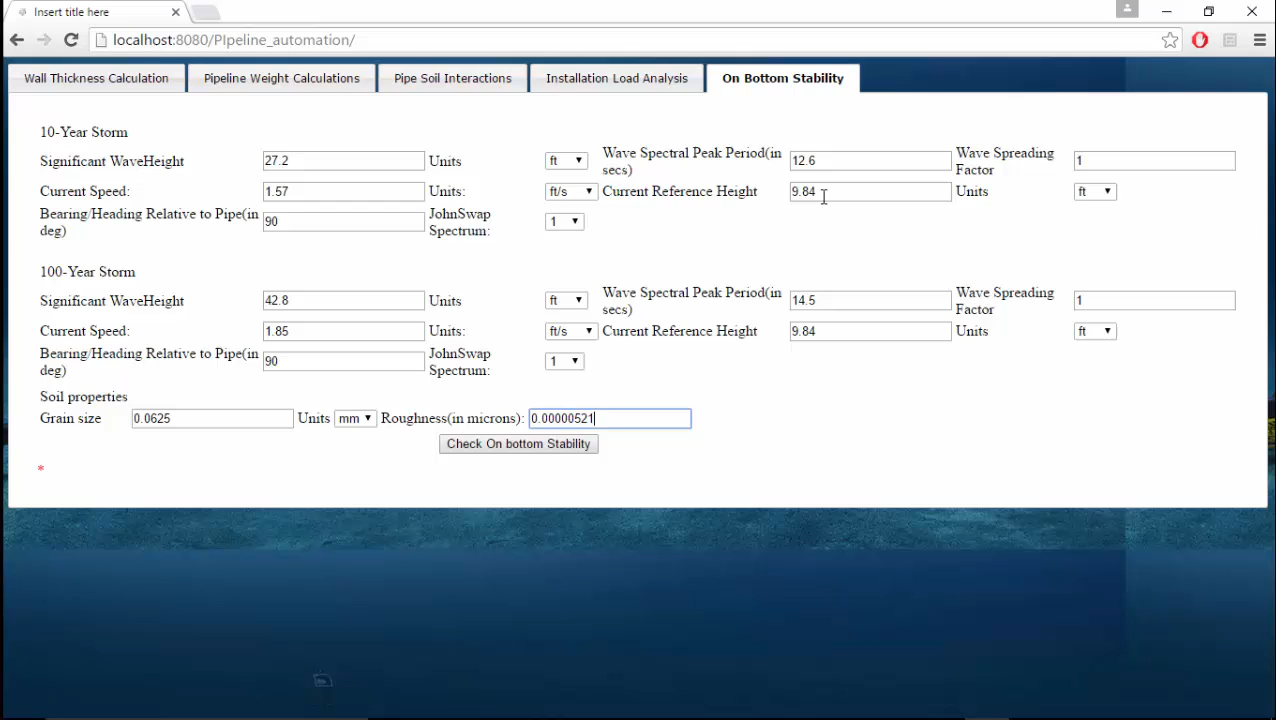 Insert title here
localhost:8080/PIpeline_automation/
Wall Thickness Calculation Pipeline Weight Calculations Pipe Soil Interactions Installation Load Analysis On Bottom Stability
10-Year Storm
Significant WaveHeight 27.2 Units ft Wave Spectral Peak Period(in secs) 12.6 Wave Spreading Factor 1
Current Speed: 1.57 Units: ft/s Current Reference Height 9.84 Units ft
Bearing/Heading Relative to Pipe(in deg) 90 JohnSwap Spectrum: 1
100-Year Storm
Significant WaveHeight 42.8 Units ft Wave Spectral Peak Period(in secs) 14.5 Wave Spreading Factor 1
Current Speed: 1.85 Units: ft/s Current Reference Height 9.84 Units ft
Bearing/Heading Relative to Pipe(in deg) 90 JohnSwap Spectrum: 1
Soil properties
Grain size 0.0625 Units mm Roughness(in microns): 0.00000521
Check On bottom Stability
*